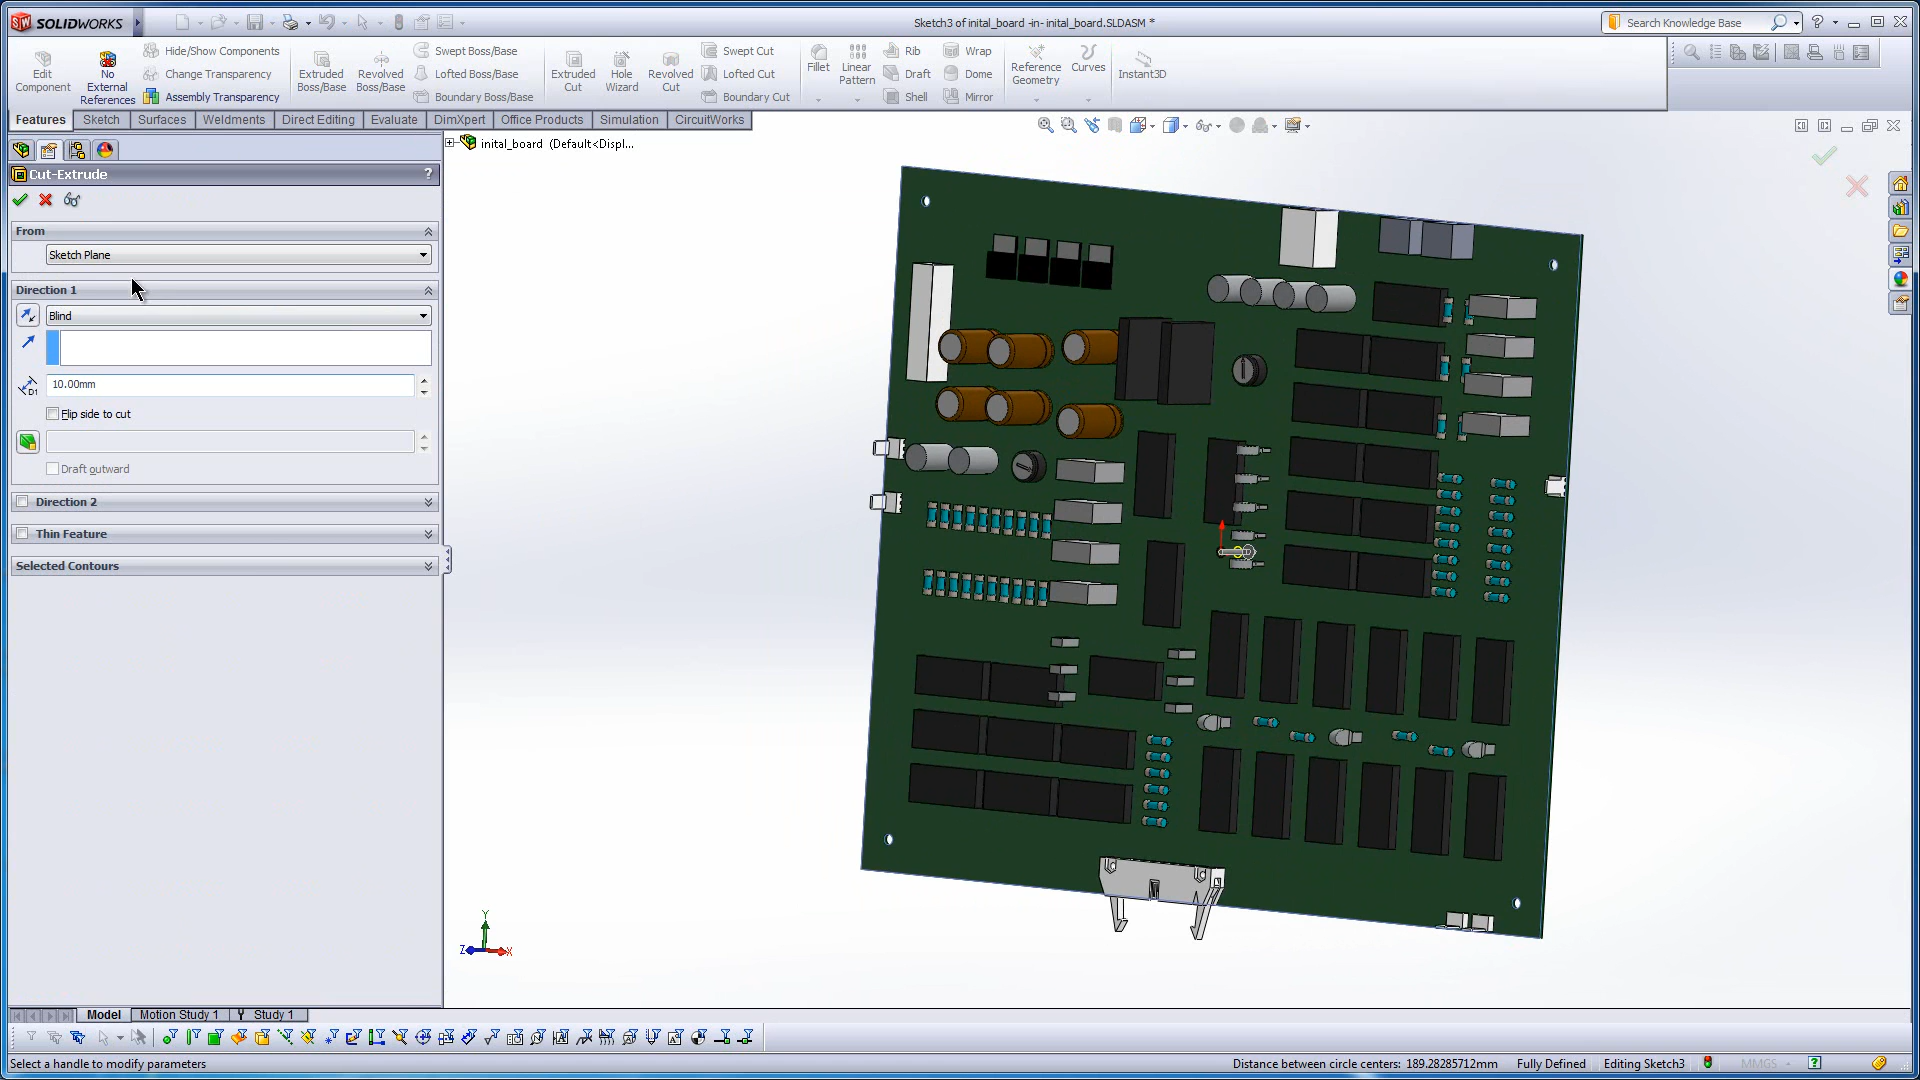 SOLIDWORKS
Sketch3 of inital_board -in- inital_board.SLDASM *
Search Knowledge Base
Edit Component
No External References
Hide/Show Components
Change Transparency
Assembly Transparency
Extruded Boss/Base
Revolved Boss/Base
Swept Boss/Base
Lofted Boss/Base
Boundary Boss/Base
Extruded Cut
Hole Wizard
Revolved Cut
Swept Cut
Lofted Cut
Boundary Cut
Fillet
Linear Pattern
Rib
Draft
Shell
Wrap
Dome
Mirror
Reference Geometry
Curves
Instant3D
Features Sketch Surfaces Weldments Direct Editing Evaluate DimXpert Office Products Simulation CircuitWorks
inital_board (Default<Displ...
Cut-Extrude ?
From
Sketch Plane
Direction 1
Blind
D1
10.00mm
Flip side to cut
Draft outward
Direction 2
Thin Feature
Selected Contours
Y
Z X
Model Motion Study 1 Study 1
Select a handle to modify parameters
Distance between circle centers: 189.28285712mm Fully Defined Editing Sketch3 MMGS